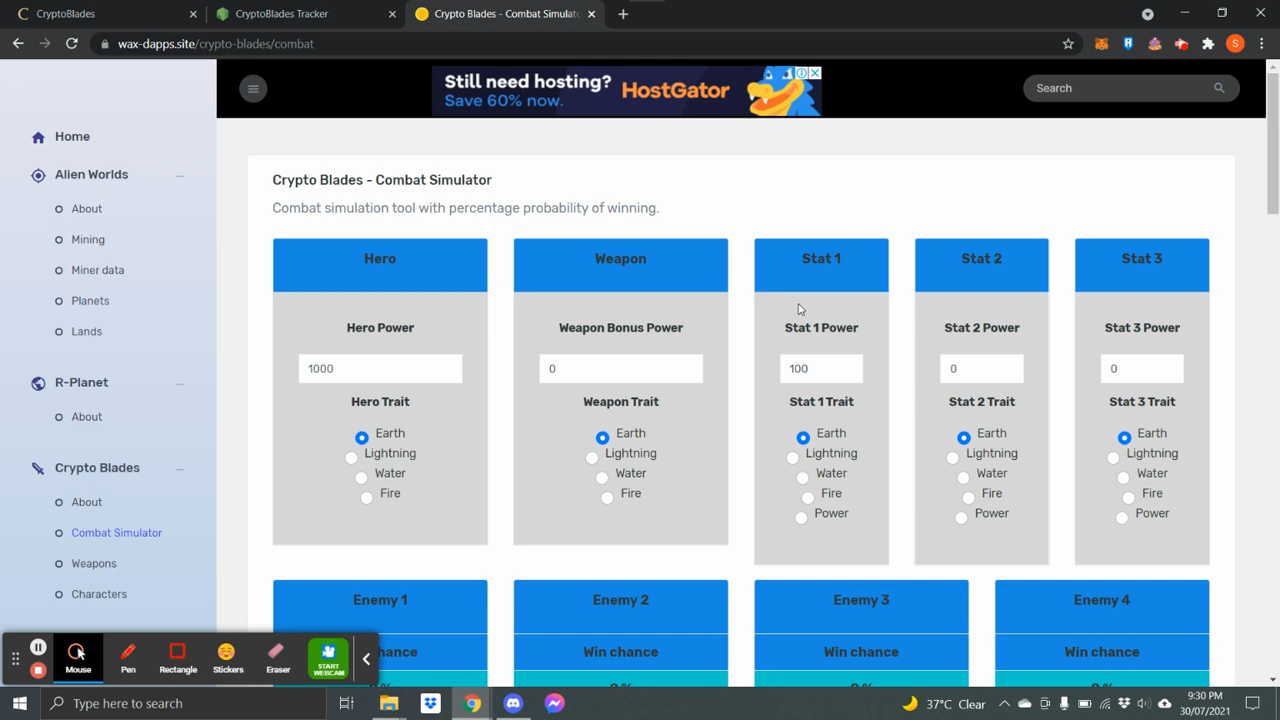 CryptoBlades
CryptoBlades Tracker
Crypto Blades - Combat Simulato
wax-dapps.site/crypto-blades/combat
S
Still need hosting?
Save 60% now.
HostGator
Search
Home
Alien Worlds
About
Mining
Miner data
Planets
Lands
R-Planet
About
Crypto Blades
About
Combat Simulator
Weapons
Characters
Crypto Blades - Combat Simulator
Combat simulation tool with percentage probability of winning.
Hero
Weapon
Stat 1
Stat 2
Stat 3
Hero Power
Weapon Bonus Power
Stat 1 Power
Stat 2 Power
Stat 3 Power
1000
0
100
0
0
Hero Trait
Weapon Trait
Stat 1 Trait
Stat 2 Trait
Stat 3 Trait
Earth
Lightning
Water
Fire
Earth
Lightning
Water
Fire
Earth
Lightning
Water
Fire
Power
Earth
Lightning
Water
Fire
Power
Earth
Lightning
Water
Fire
Power
Enemy 1
Enemy 2
Enemy 3
Enemy 4
hance
Win chance
Win chance
Win chance
Mouse
Pen
Rectangle
Stickers
Eraser
START
WEBCAM
Type here to search
37°C Clear
9:30 PM
30/07/2021